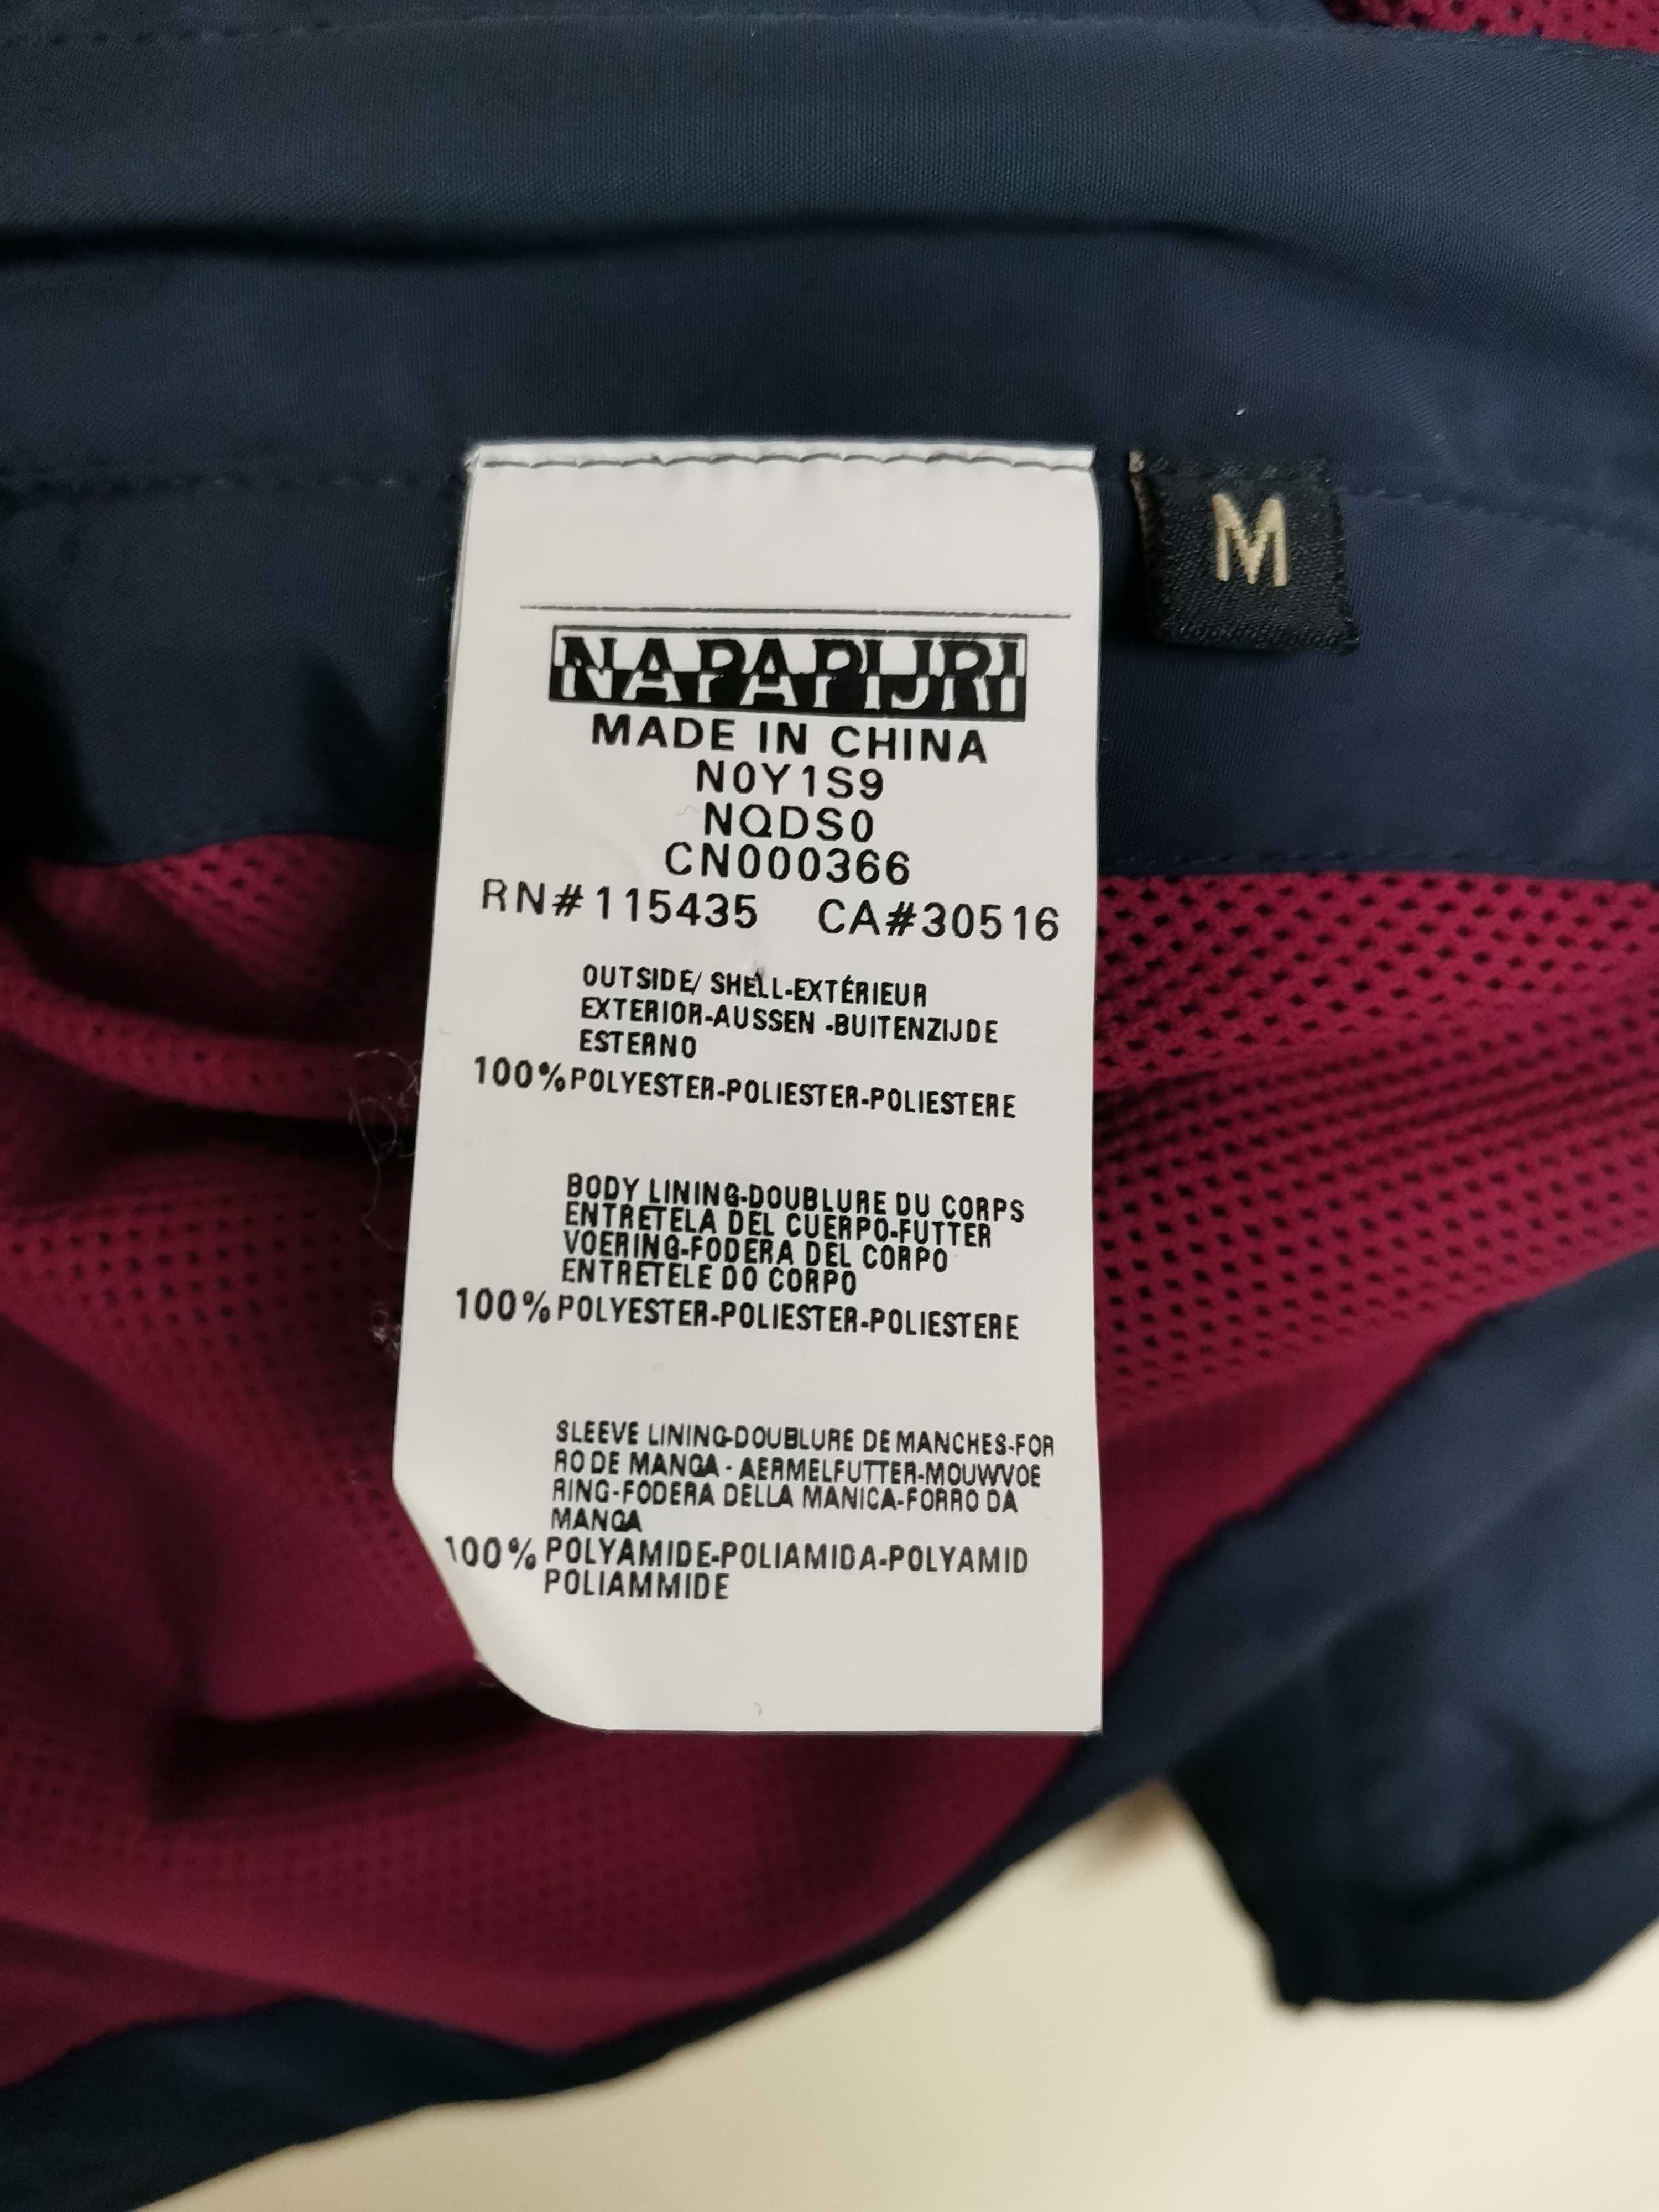 M
NAPAPIJRI
MADE IN CHINA
N0Y1S9
NQDS0
CN000366
RN#115435 CA#30516
OUTSIDE/ SHELL-EXTÉRIEUR
EXTERIOR-AUSSEN -BUITENZIJDE
ESTERNO
100%POLYESTER-POLIESTER-POLIESTERE
BODY LINING-DOUBLURE DU CORPS
ENTRETELA DEL CUERPO-FUTTER
VOERING-FODERA DEL CORPO
ENTRETELE DO CORPO
100%POLYESTER-POLIESTER-POLIESTERE
SLEEVE LINING-DOUBLURE DE MANCHES-FOR
RO DE MANGA - AERMELFUTTER-MOUWVOE
RING-FODERA DELLA MANICA-FORRO DA
MANGA
100% POLYAMIDE-POLIAMIDA-POLYAMID
POLIAMMIDE